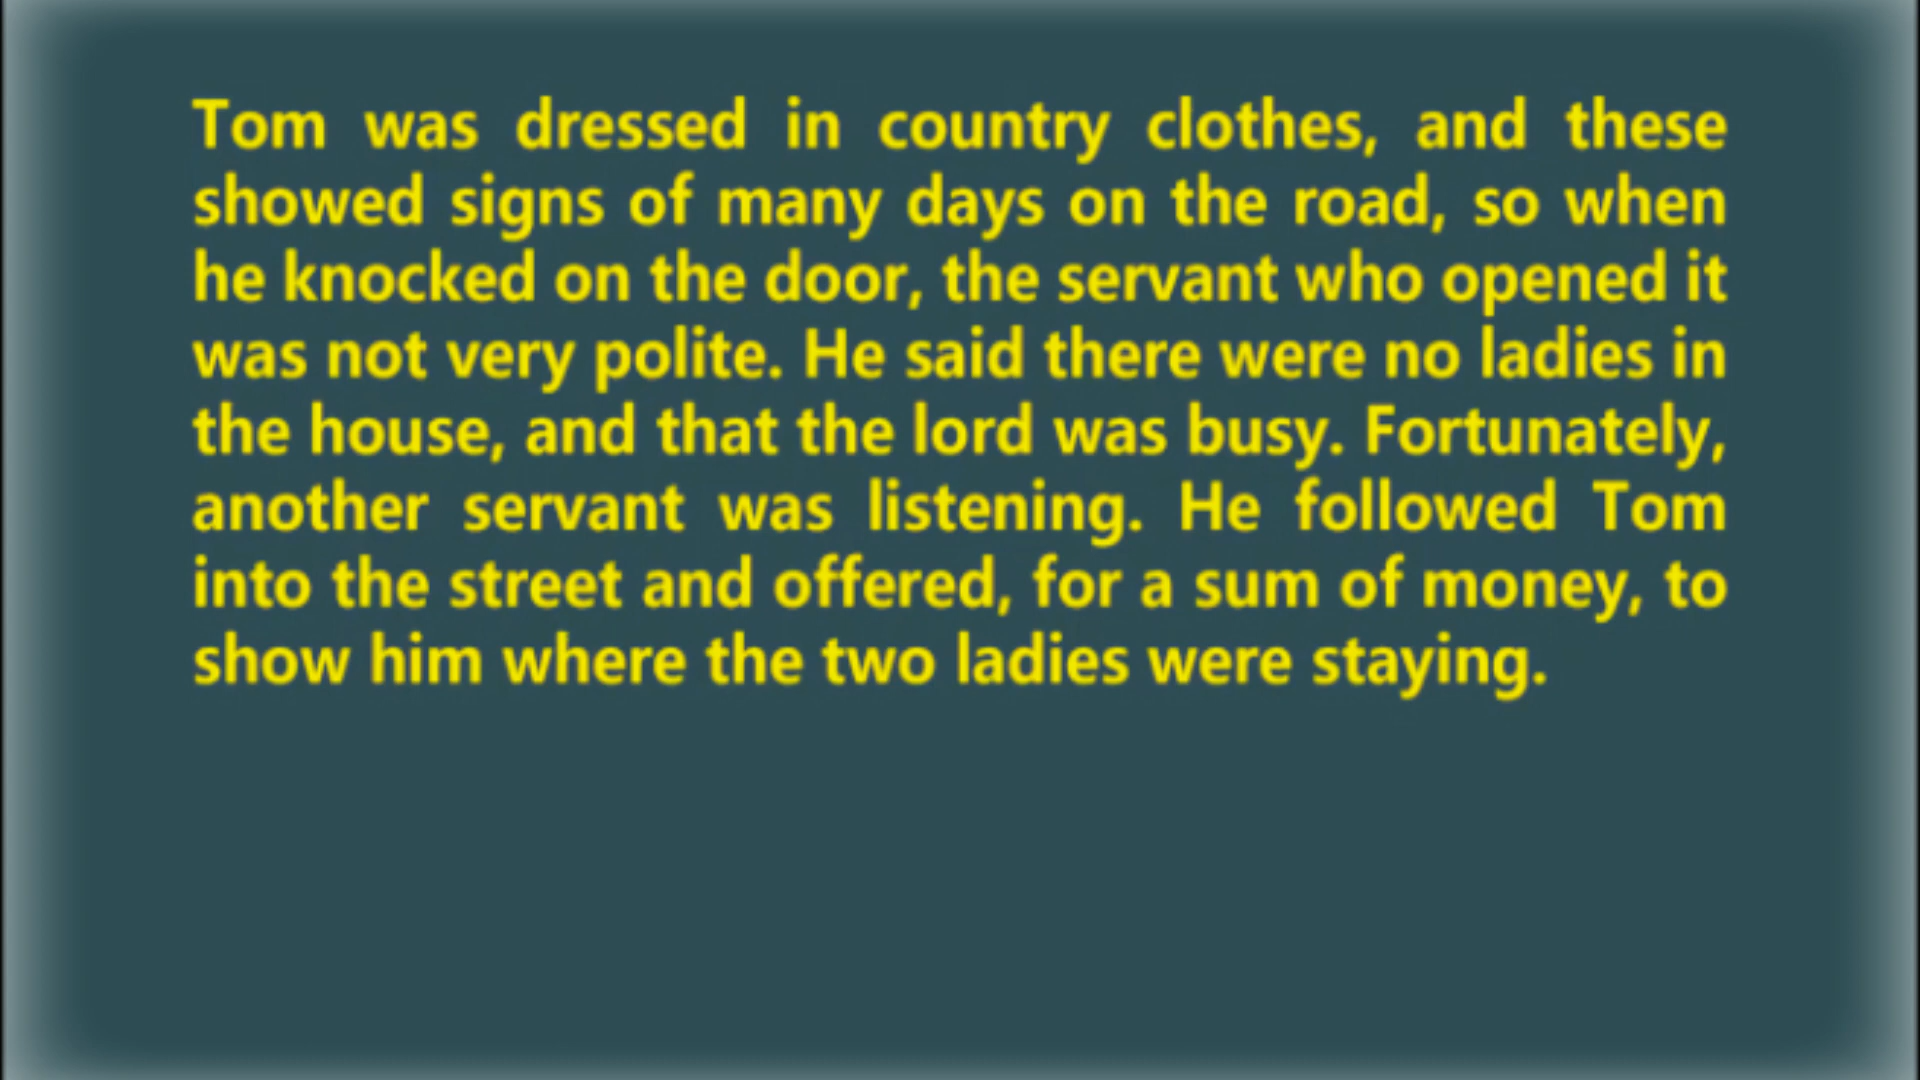 Tom was dressed in country clothes, and these
showed signs of many days on the road, so when
he knocked on the door, the servant who opened it
was not very polite. He said there were no ladies in
the house, and that the lord was busy. Fortunately,
another servant was listening. He followed Tom
into the street and offered, for a sum of money, to
show him where the two ladies were staying.